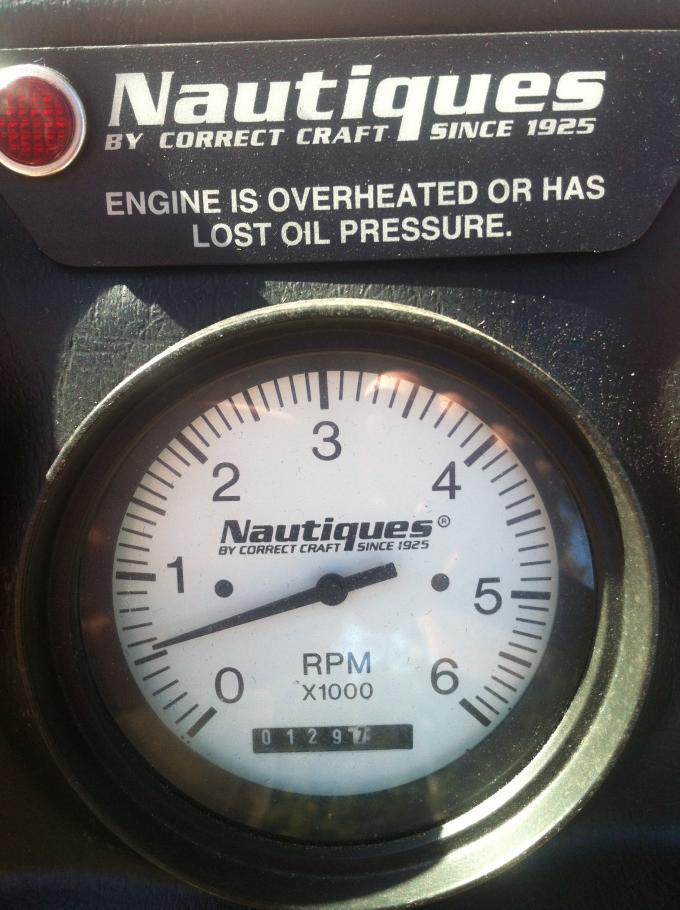 Nautiques
BY CORRECT CRAFT SINCE 1925
ENGINE IS OVERHEATED OR HAS
LOST OIL PRESSURE.
3
2
4
Nautiques®
BY CORRECT CRAFT SINCE 1925
1
5
0
RPM
6
X1000
01297